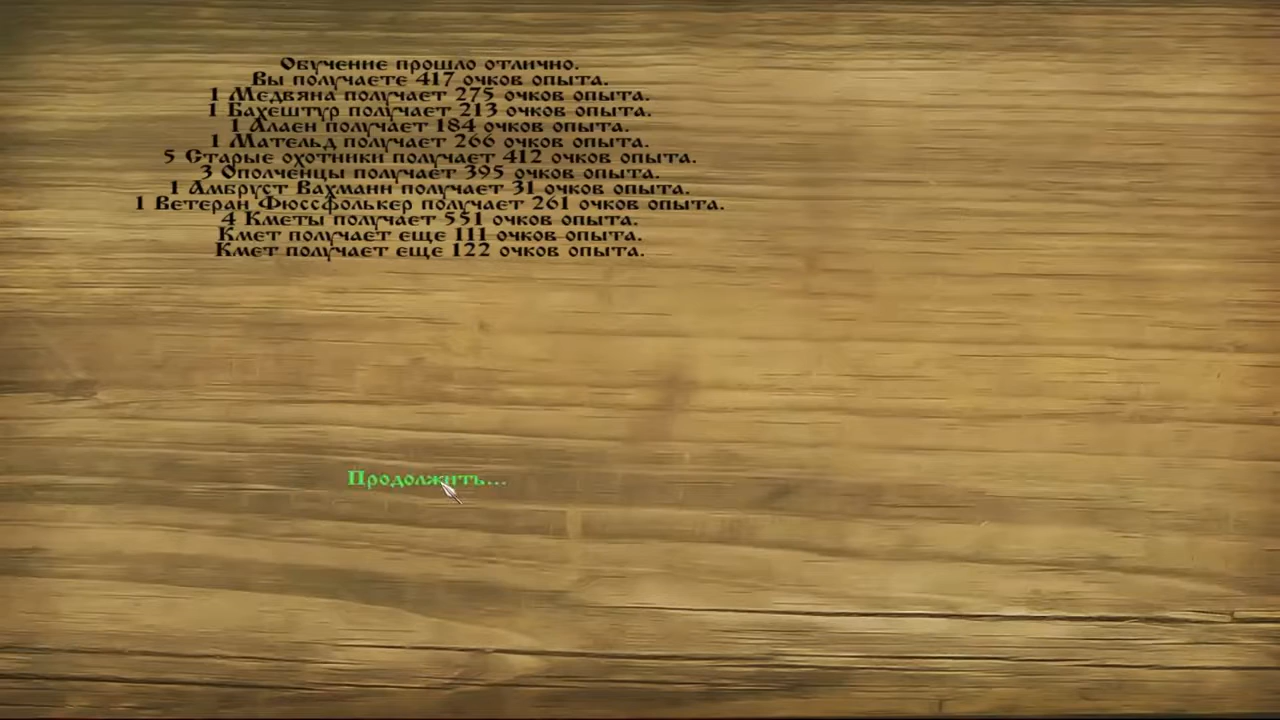 Обучение прошло отлично.
Вы получаете 417 очков опыта.
1 Медвяна получает 275 очков опыта.
1 Бахештур получает 213 очков опыта.
1 Алаен получает 184 очков опыта.
1 Мательд получает 266 очков опыта.
5 Старые охотники получает 412 очков опыта.
3 Ополченцы получает 395 очков опыта.
1 Амбруст Вахманн получает 31 очков опыта.
1 Ветеран Фюссфолькер получает 261 очков опыта.
4 Кметы получает 551 очков опыта.
Кмет получает еще 111 очков опыта.
Кмет получает еще 122 очков опыта.
Продолжить...